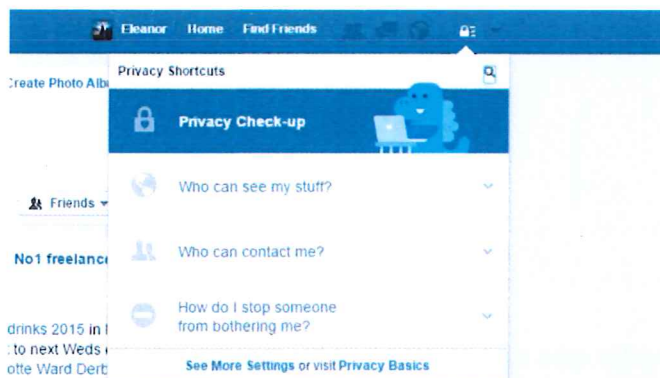 Eleanor Home Find Friends
Privacy Shortcuts
Create Photo Alb
Privacy Check-up
Who can see my stuff?
Friends
Who can contact me?
No1 freelance
How do I stop someone
from bothering me?
drinks 2015 in
to next Weds
otte Ward Derb
See More Settings or visit Privacy Basics